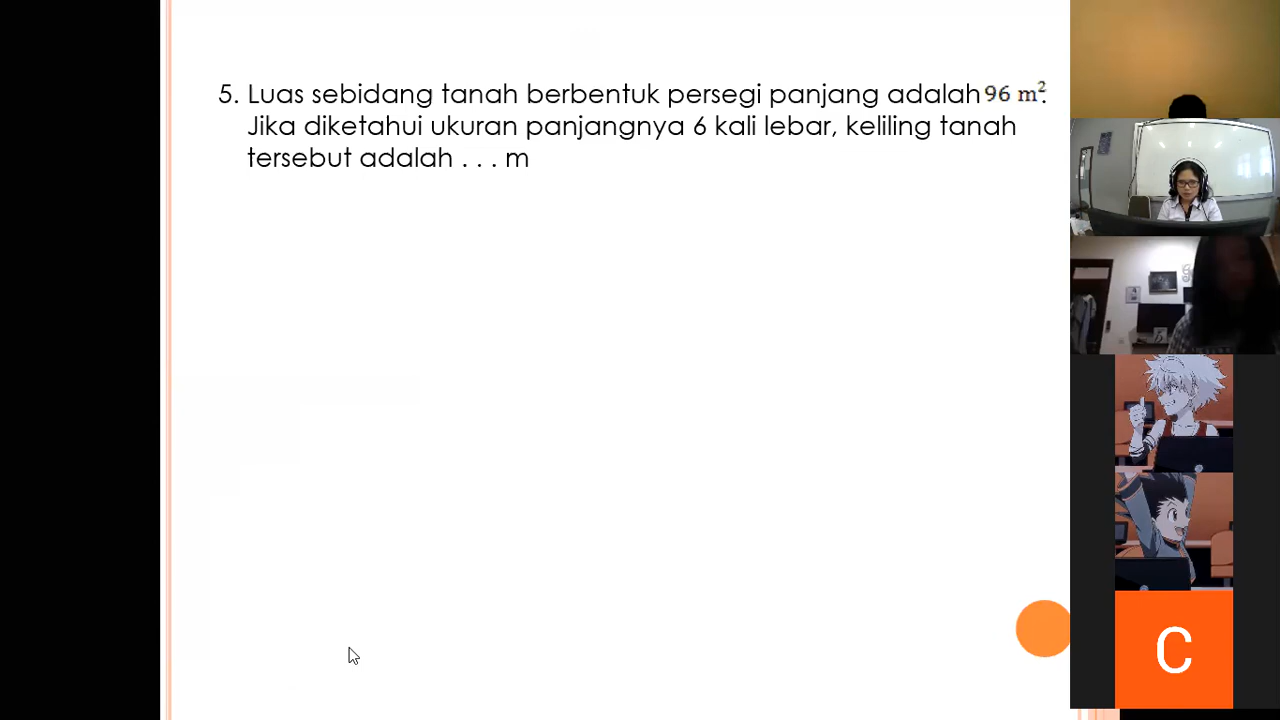 5. Luas sebidang tanah berbentuk persegi panjang adalah 96 m².
Jika diketahui ukuran panjangnya 6 kali lebar, keliling tanah
tersebut adalah . . . m
C